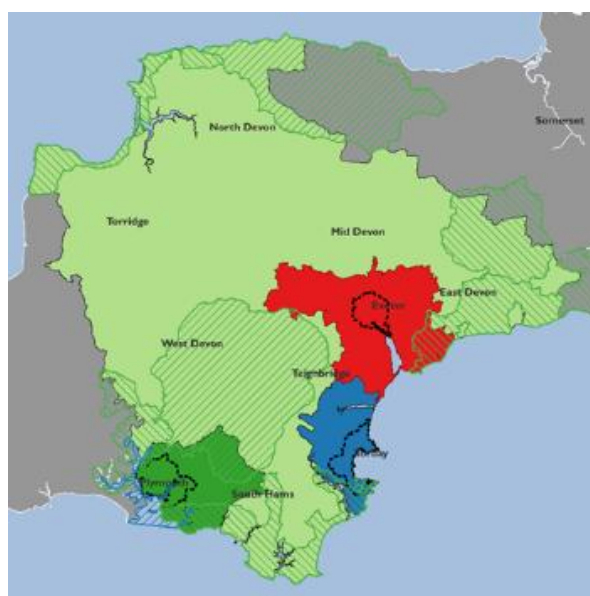 Somerset
North Devon
Torridge
Mid Devon
East Devon
Exeter
West Devon
Teignbridge
Torbay
Plymouth
South Hams